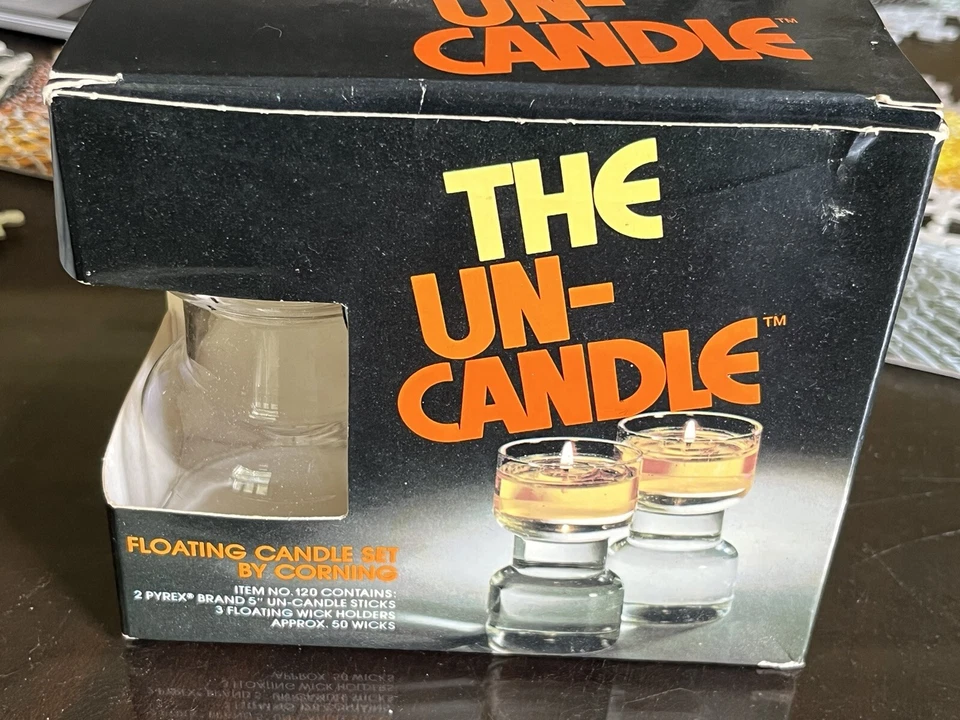 UN-
CANDLE™
THE
UN-
CANDLE™
FLOATING CANDLE SET
BY CORNING
ITEM NO. 120 CONTAINS:
2 PYREX® BRAND 5" UN-CANDLE STICKS
3 FLOATING WICK HOLDERS
APPROX. 50 WICKS